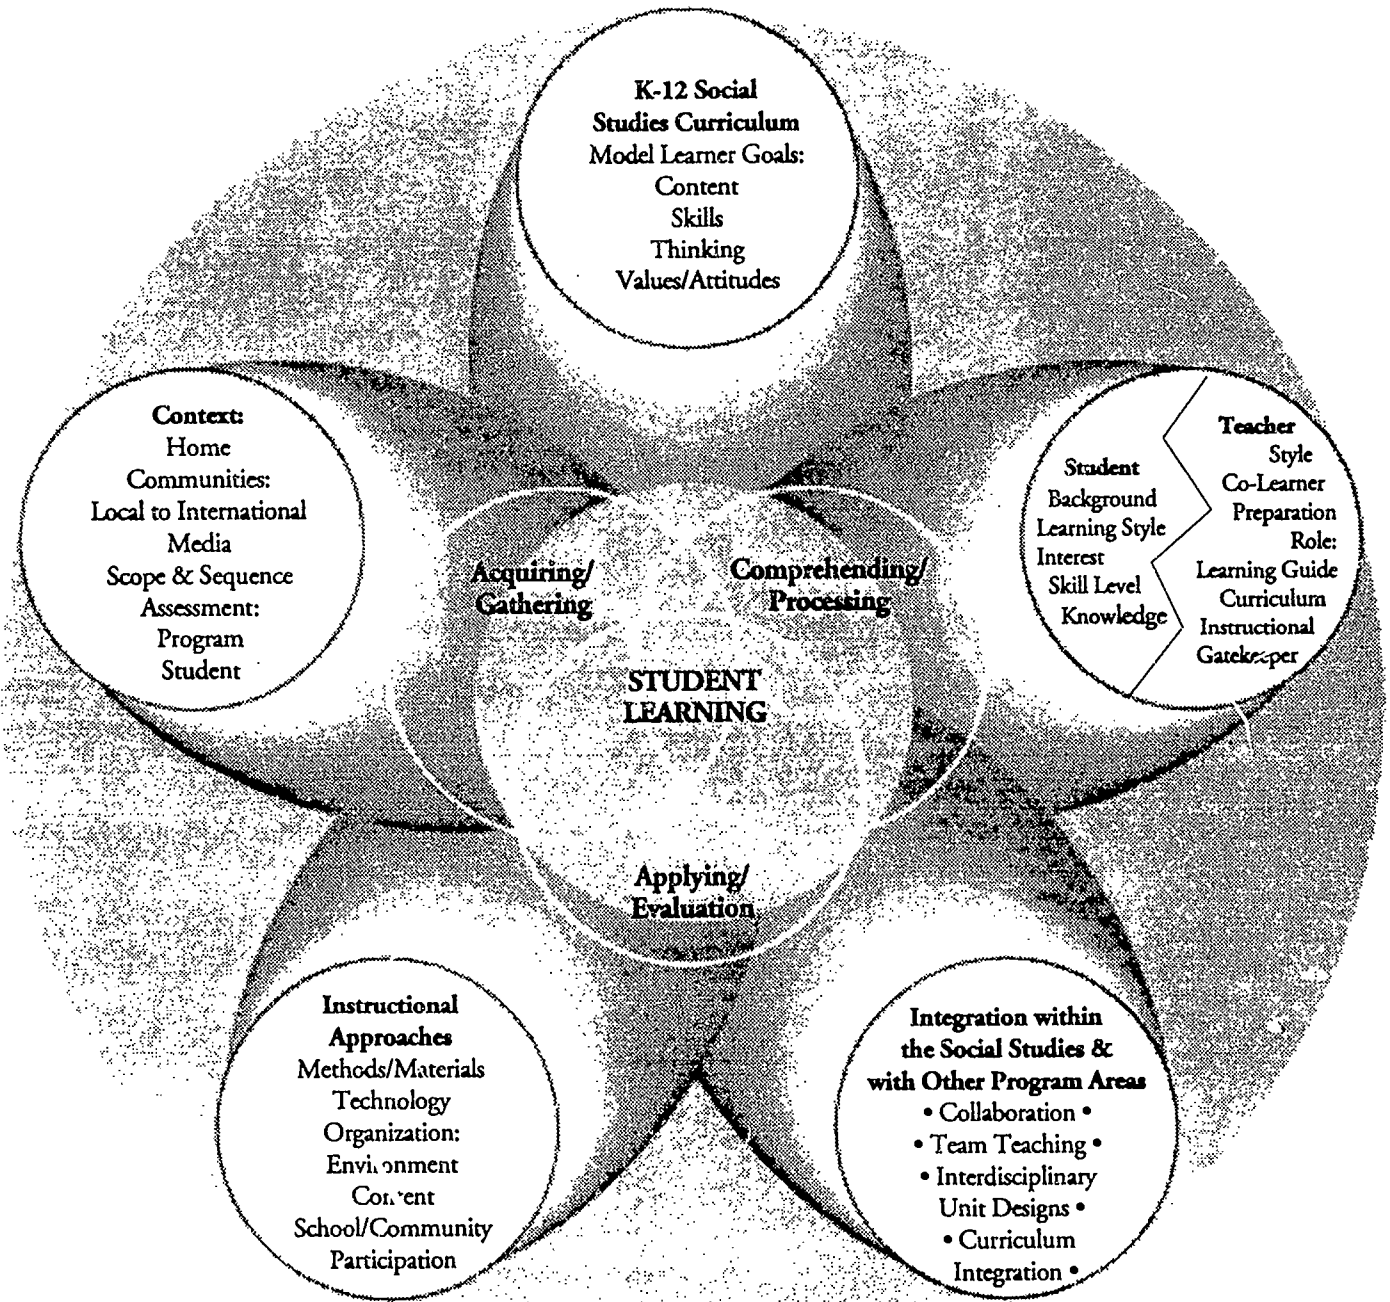 K-12 Social
Studies Curriculum
Model Learner Goals:
Content
Skills
Thinking
Values/Attitudes
Context:
Home
Communities:
Local to International
Media
Scope & Sequence
Assessment:
Program
Student
Student
Background
Learning Style
Interest
Skill Level
Knowledge
Teacher
Style
Co-Learner
Preparation
Role:
Learning Guide
Curriculum
Instructional
Gatekeeper
Acquiring/
Gathering
Comprehending/
Processing
STUDENT
LEARNING
Applying/
Evaluation
Instructional
Approaches
Methods/Materials
Technology
Organization:
Environment
Content
School/Community
Participation
Integration within
the Social Studies &
with Other Program Areas
• Collaboration •
• Team Teaching •
• Interdisciplinary
Unit Designs •
• Curriculum
Integration •